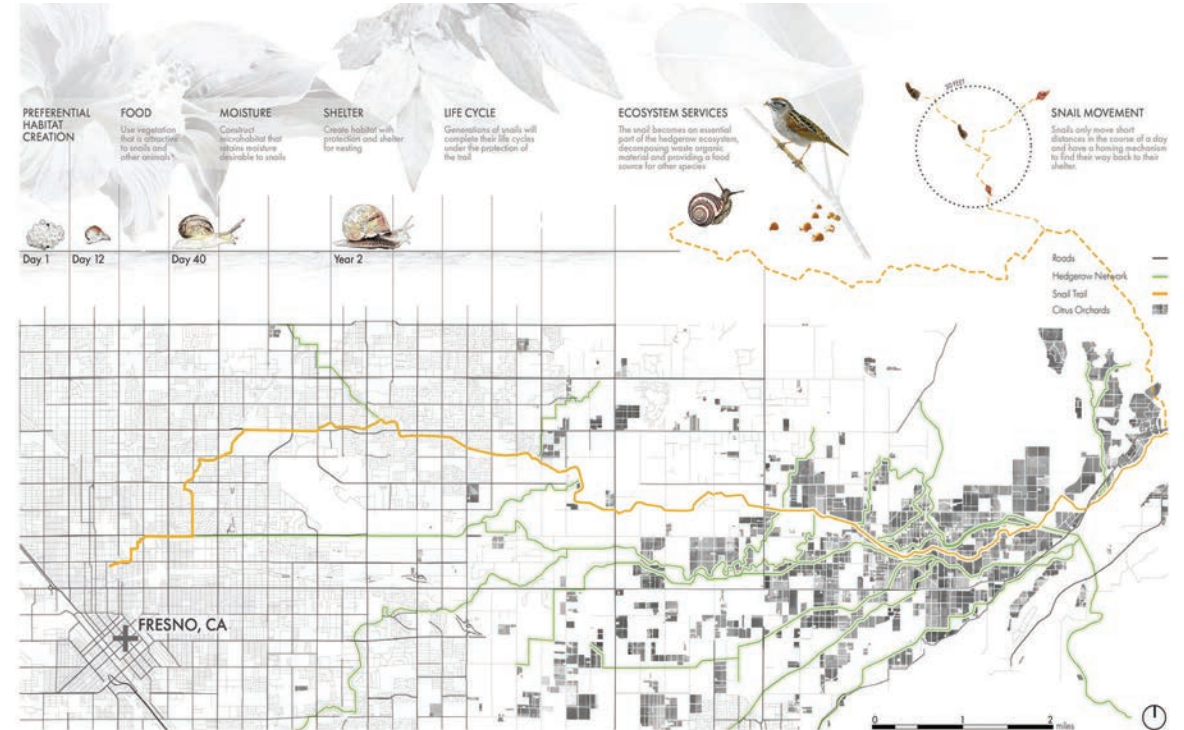 PREFERENTIAL
HABITAT
CREATION
FOOD
Use vegetation
that is attractive
to snails and
other animals
MOISTURE
Construct
microhabitat that
retains moisture
desirable to snails
SHELTER
Create habitat with
protection and shelter
for nesting
LIFE CYCLE
Generations of snails will
complete their life cycles
under the protection of
the trail
ECOSYSTEM SERVICES
The snail becomes an essential
part of the hedgerow ecosystem,
decomposing waste organic
material and providing a food
source for other species
FEET
SNAIL MOVEMENT
Snails only move short
distances in the course of a day
and have a homing mechanism
to find their way back to their
shelter.
Day 1
Day 12
Day 40
Year 2
Roads
Hedgerow Network
Snail Trail
Citrus Orchards
FRESNO, CA
0 1 2
miles